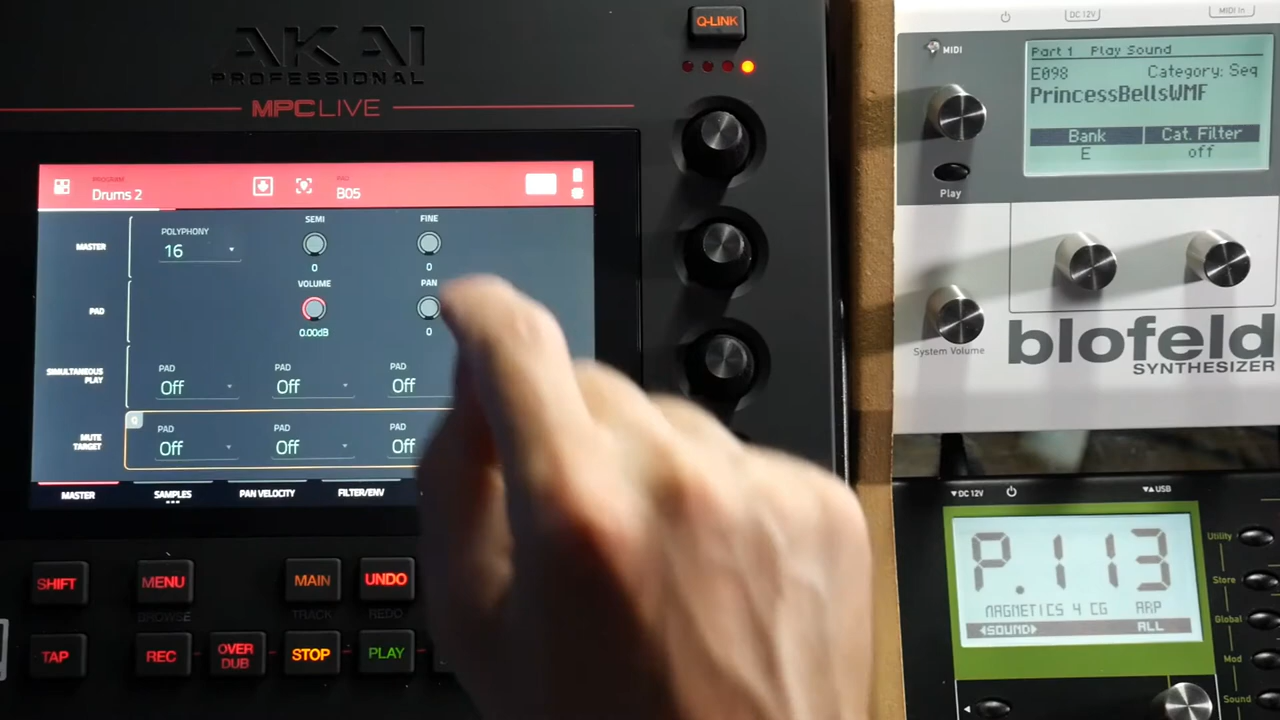 AKAI
PROFESSIONAL
MPC LIVE
Q-LINK
PROGRAM
Drums 2
PAD
B05
MASTER
POLYPHONY
16
SEMI
0
FINE
0
PAD
VOLUME
0.00dB
PAN
0
SIMULTANEOUS
PLAY
PAD
Off
PAD
Off
PAD
Off
Q
MUTE
TARGET
PAD
Off
PAD
Off
PAD
Off
MASTER
SAMPLES
PAN VELOCITY
FILTER/ENV
SHIFT
MENU
BROWSE
MAIN
TRACK
UNDO
REDO
TAP
REC
OVER
DUB
STOP
PLAY
DC 12V
MIDI In
MIDI
Part 1 Play Sound
E098 Category: Seq
PrincessBellsWMF
Bank Cat. Filter
E off
Play
System Volume
blofeld
SYNTHESIZER
▼DC 12V
▼▲USB
P.113
MAGNETICS 4 CG ARP
◀SOUND▶ ALL
Utility
Store
Global
Mod
Sound